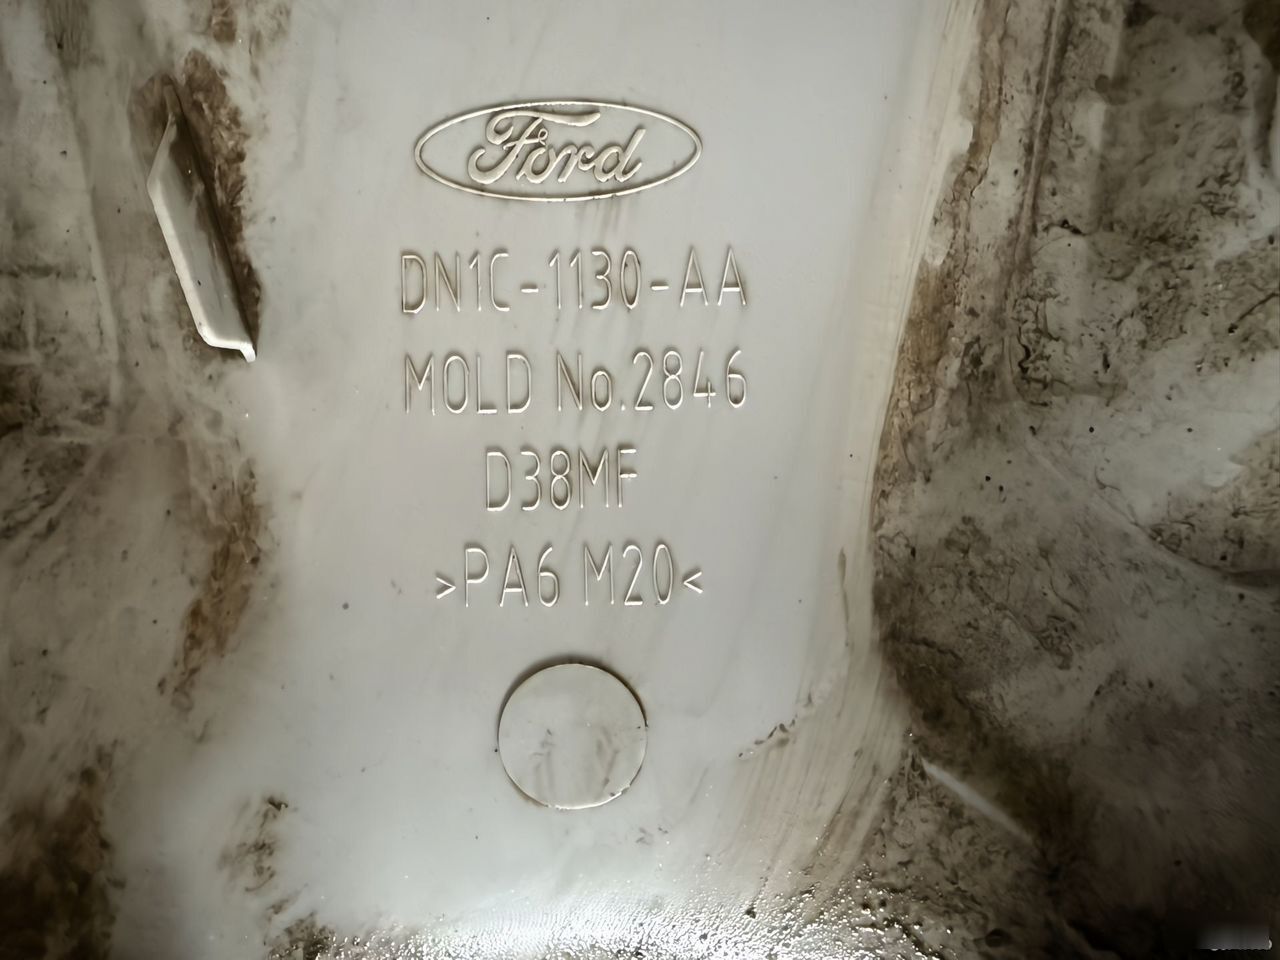 Ford
DN1C-1130-AA
MOLD No.2846
D38MF
>PA6 M20<